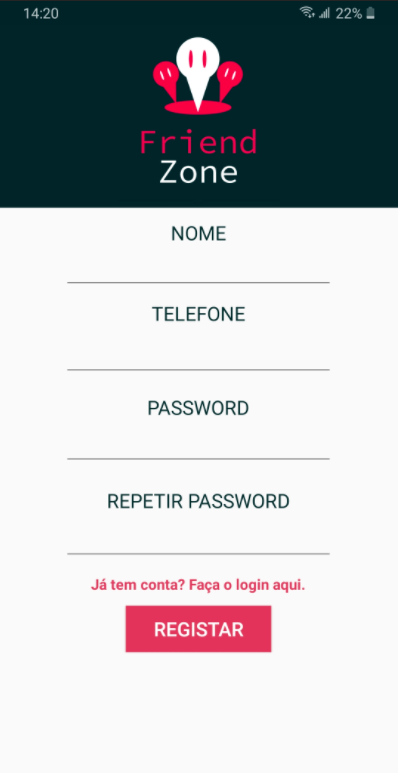 14:20 22%
Friend
Zone
NOME
TELEFONE
PASSWORD
REPETIR PASSWORD
Já tem conta? Faça o login aqui.
REGISTAR